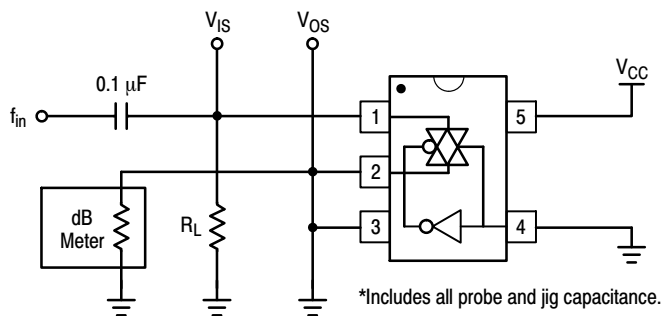 V_IS
V_OS
V_CC
0.1 μF
f_in
1
5
2
dB
Meter
R_L
3
4
*Includes all probe and jig capacitance.